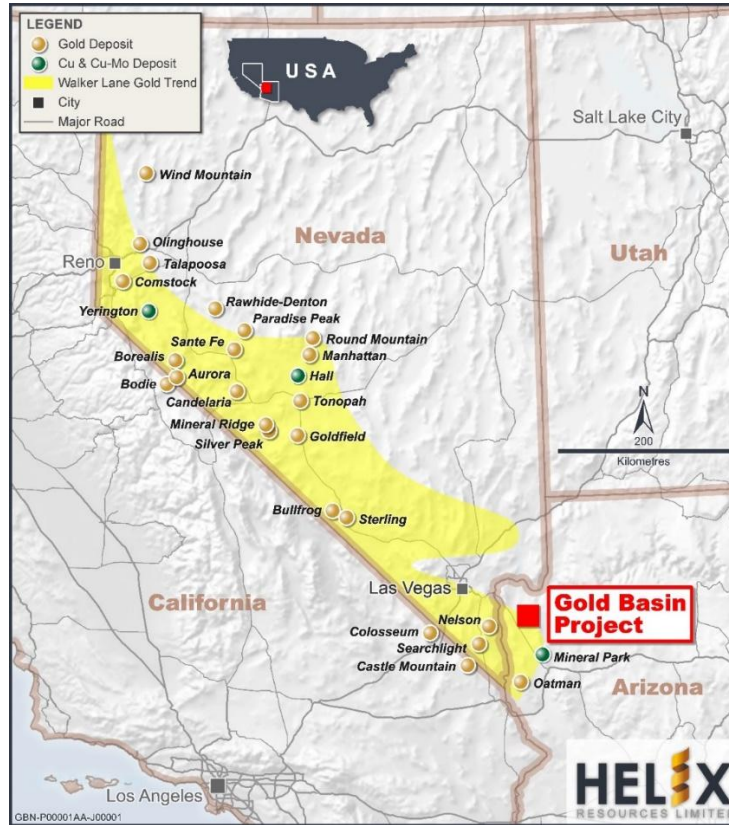 LEGEND
Gold Deposit
Cu & Cu-Mo Deposit
Walker Lane Gold Trend
City
Major Road
USA
Salt Lake City
Wind Mountain
Nevada
Utah
Olinghouse
Reno
Talapoosa
Comstock
Rawhide-Denton
Yerington
Paradise Peak
Sante Fe
Round Mountain
Manhattan
Borealis
Aurora
Hall
Bodie
Candelaria
Tonopah
N
200
Kilometres
Mineral Ridge
Silver Peak
Goldfield
Bullfrog
Sterling
Las Vegas
California
Gold Basin
Project
Nelson
Colosseum
Searchlight
Mineral Park
Castle Mountain
Oatman
Arizona
Los Angeles
HELIX
RESOURCES LIMITED
GBN-P00001AA-J00001